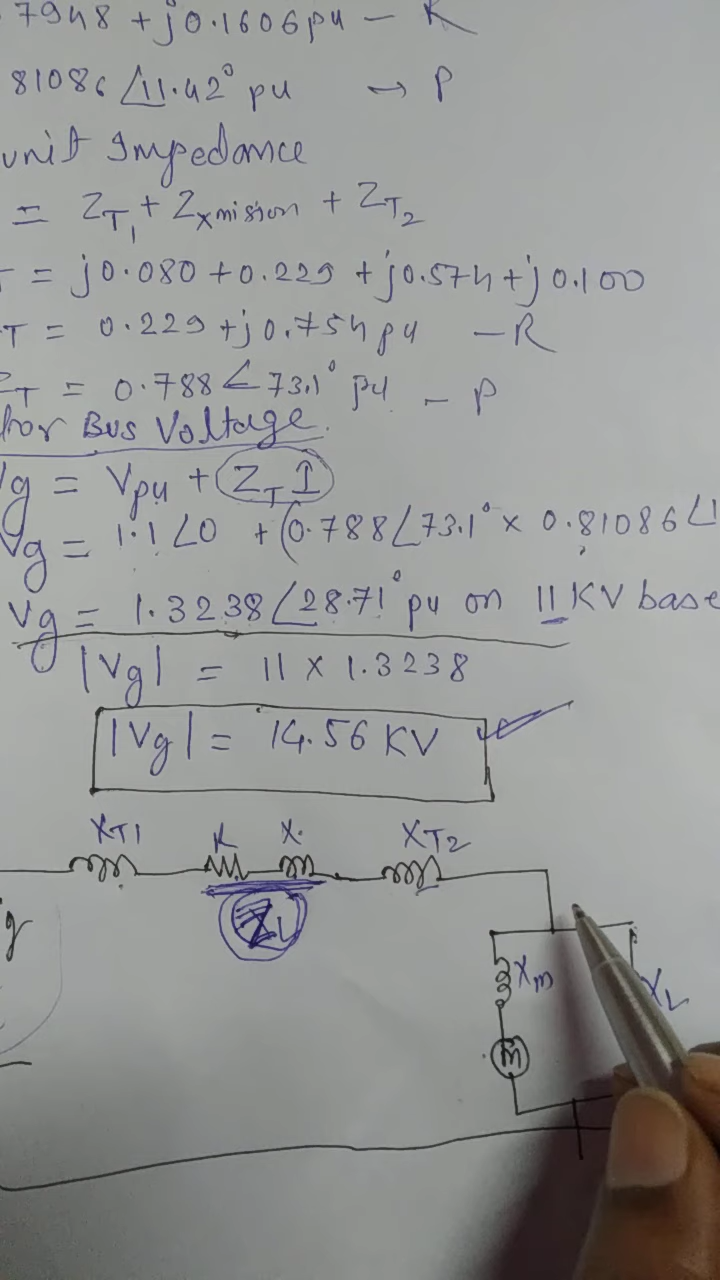 .7948 + j0.1606 pu – R
81086 ∠11.42° pu → P
unit Impedance
= ZT1 + Zxmission + ZT2
T = j0.080 + 0.229 + j0.574 + j0.100
T = 0.229 + j0.754 pu – R
ZT = 0.788 ∠73.1° pu – P
Bus Voltage
Vg = Vpu + ZT I
Vg = 1.1∠0 + (0.788∠73.1° × 0.81086∠1
Vg = 1.3238∠28.71° pu on 11 KV base
|Vg| = 11 × 1.3238
|Vg| = 14.56 KV
XT1 R X. XT2
ZL
g
Xm XL
m